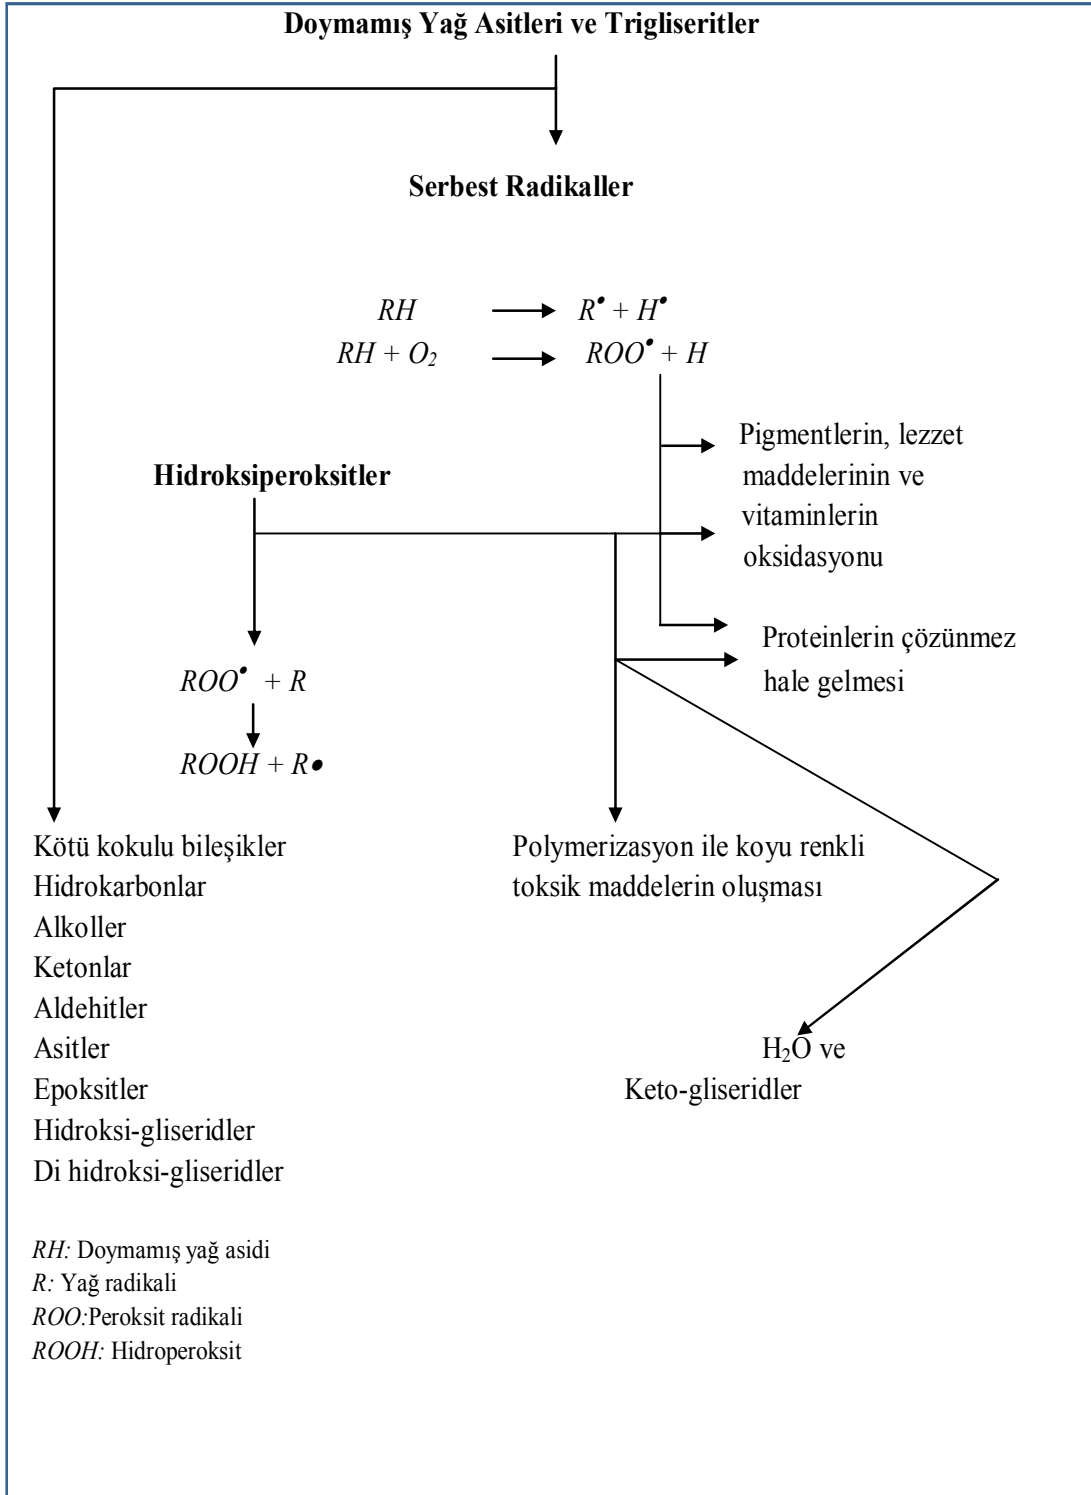 Doymamış Yağ Asitleri ve Trigliseritler
Serbest Radikaller
RH → R• + H•
RH + O₂ → ROO• + H
Pigmentlerin, lezzet
maddelerinin ve
vitaminlerin
oksidasyonu
Hidroksiperoksitler
Proteinlerin çözünmez
hale gelmesi
ROO• + R
ROOH + R•
Kötü kokulu bileşikler
Hidrokarbonlar
Alkoller
Ketonlar
Aldehitler
Asitler
Epoksitler
Hidroksi-gliseridler
Di hidroksi-gliseridler
Polymerizasyon ile koyu renkli
toksik maddelerin oluşması
H₂O ve
Keto-gliseridler
RH: Doymamış yağ asidi
R: Yağ radikali
ROO:Peroksit radikali
ROOH: Hidroperoksit